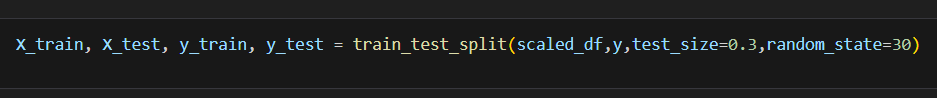 X_train, X_test, y_train, y_test = train_test_split(scaled_df,y,test_size=0.3,random_state=30)